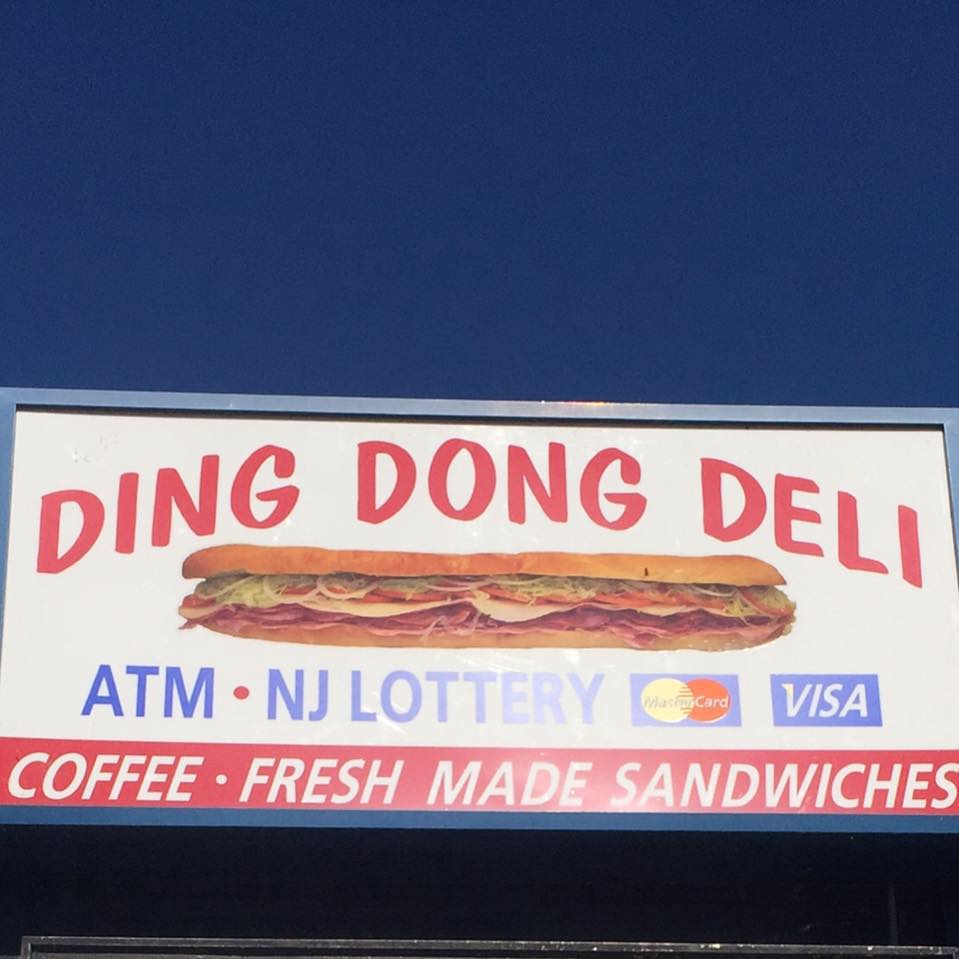 DING DONG DELI
ATM • NJ LOTTERY MasterCard VISA
COFFEE • FRESH MADE SANDWICHES